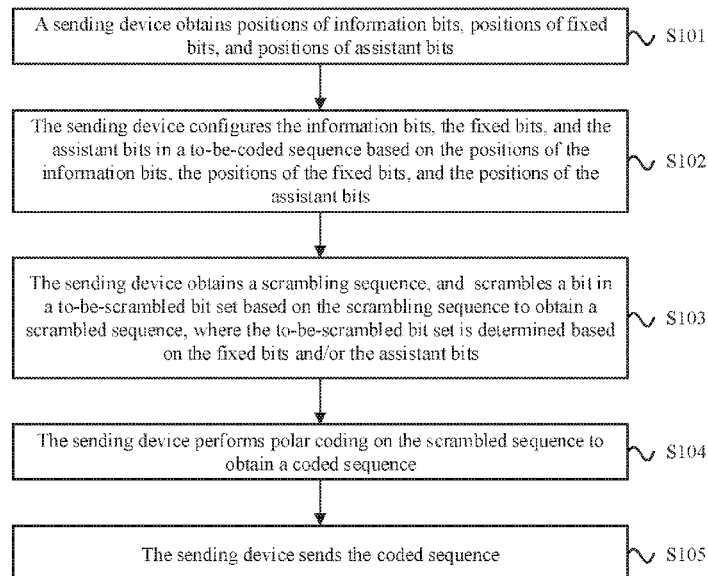 A sending device obtains positions of information bits, positions of fixed
bits, and positions of assistant bits
S101
The sending device configures the information bits, the fixed bits, and the
assistant bits in a to-be-coded sequence based on the positions of the
information bits, the positions of the fixed bits, and the positions of the
assistant bits
S102
The sending device obtains a scrambling sequence, and scrambles a bit in
a to-be-scrambled bit set based on the scrambling sequence to obtain a
scrambled sequence, where the to-be-scrambled bit set is determined based
on the fixed bits and/or the assistant bits
S103
The sending device performs polar coding on the scrambled sequence to
obtain a coded sequence
S104
The sending device sends the coded sequence
S105